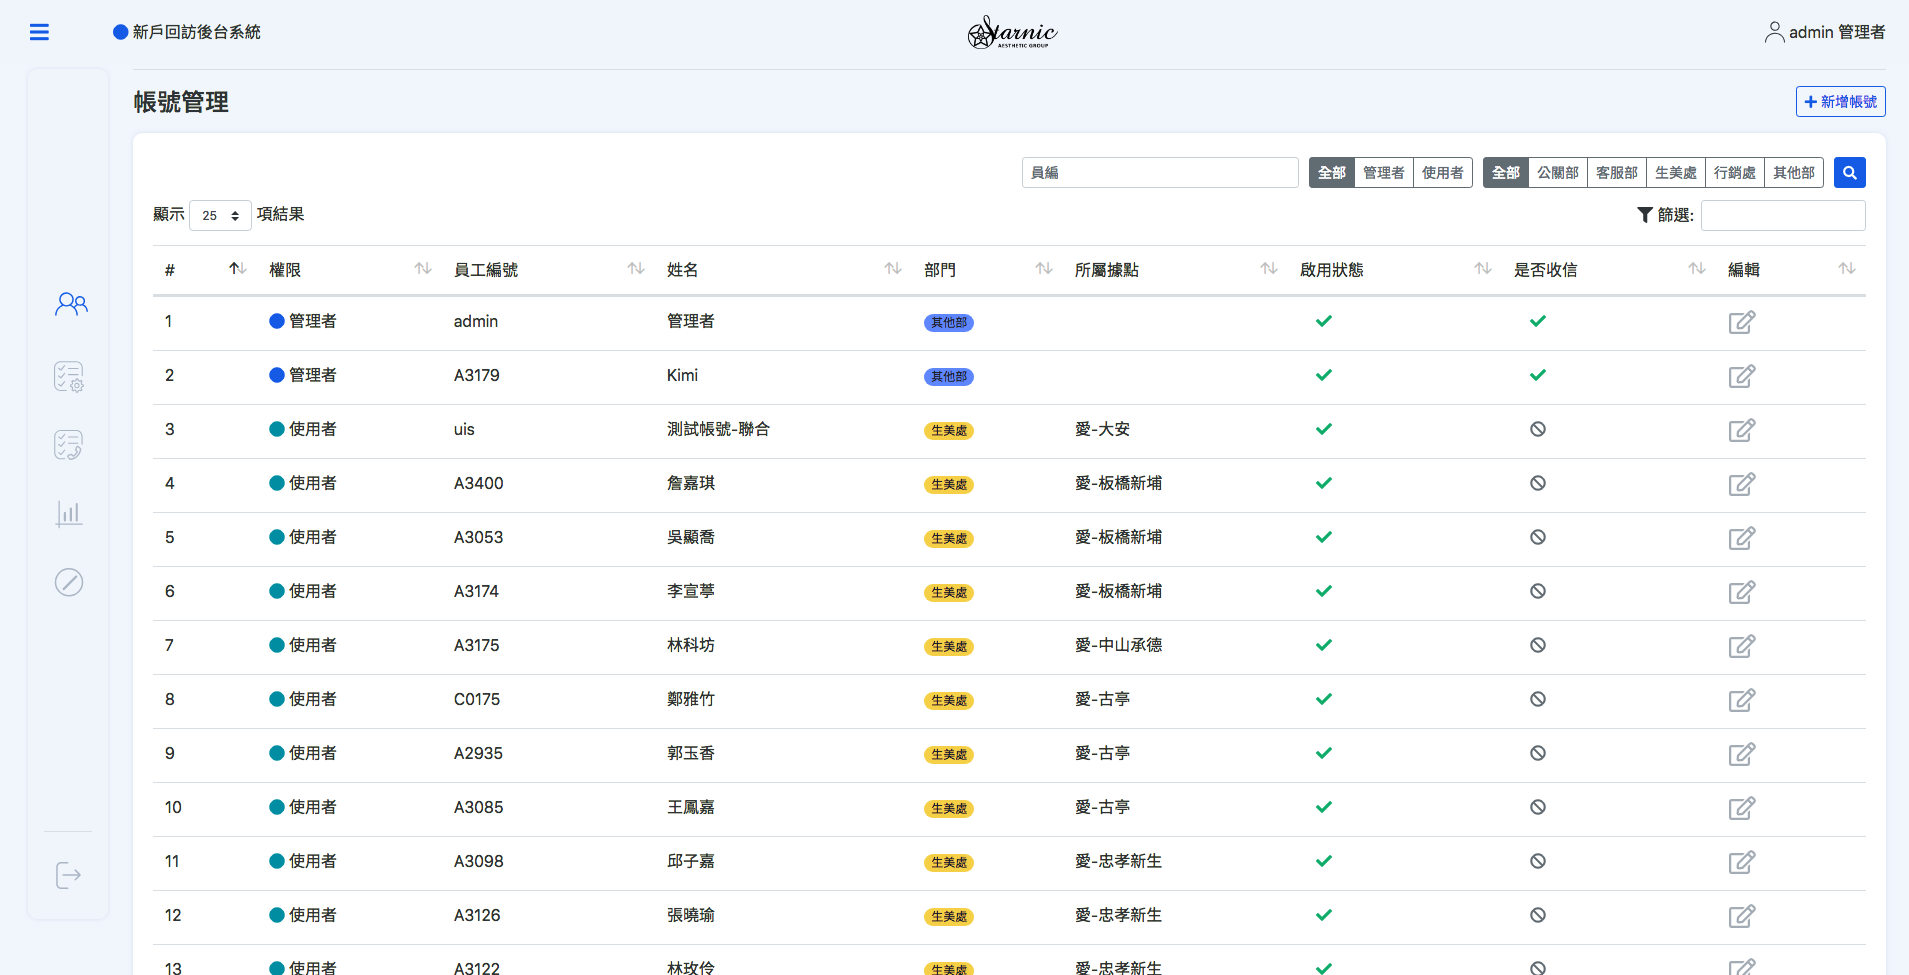 新戶回訪後台系統
Starnic
AESTHETIC GROUP
admin 管理者
帳號管理
新增帳號
員編 全部 管理者 使用者 全部 公關部 客服部 生美處 行銷處 其他部
顯示 25 項結果 篩選:
# 權限 員工編號 姓名 部門 所屬據點 啟用狀態 是否收信 編輯
1 管理者 admin 管理者 其他部
2 管理者 A3179 Kimi 其他部
3 使用者 uis 測試帳號-聯合 生美處 愛-大安
4 使用者 A3400 詹嘉琪 生美處 愛-板橋新埔
5 使用者 A3053 吳顯喬 生美處 愛-板橋新埔
6 使用者 A3174 李宣葶 生美處 愛-板橋新埔
7 使用者 A3175 林科坊 生美處 愛-中山承德
8 使用者 C0175 鄭雅竹 生美處 愛-古亭
9 使用者 A2935 郭玉香 生美處 愛-古亭
10 使用者 A3085 王鳳嘉 生美處 愛-古亭
11 使用者 A3098 邱子嘉 生美處 愛-忠孝新生
12 使用者 A3126 張曉瑜 生美處 愛-忠孝新生
13 使用者 A3122 林玫伶 生美處 愛-忠孝新生